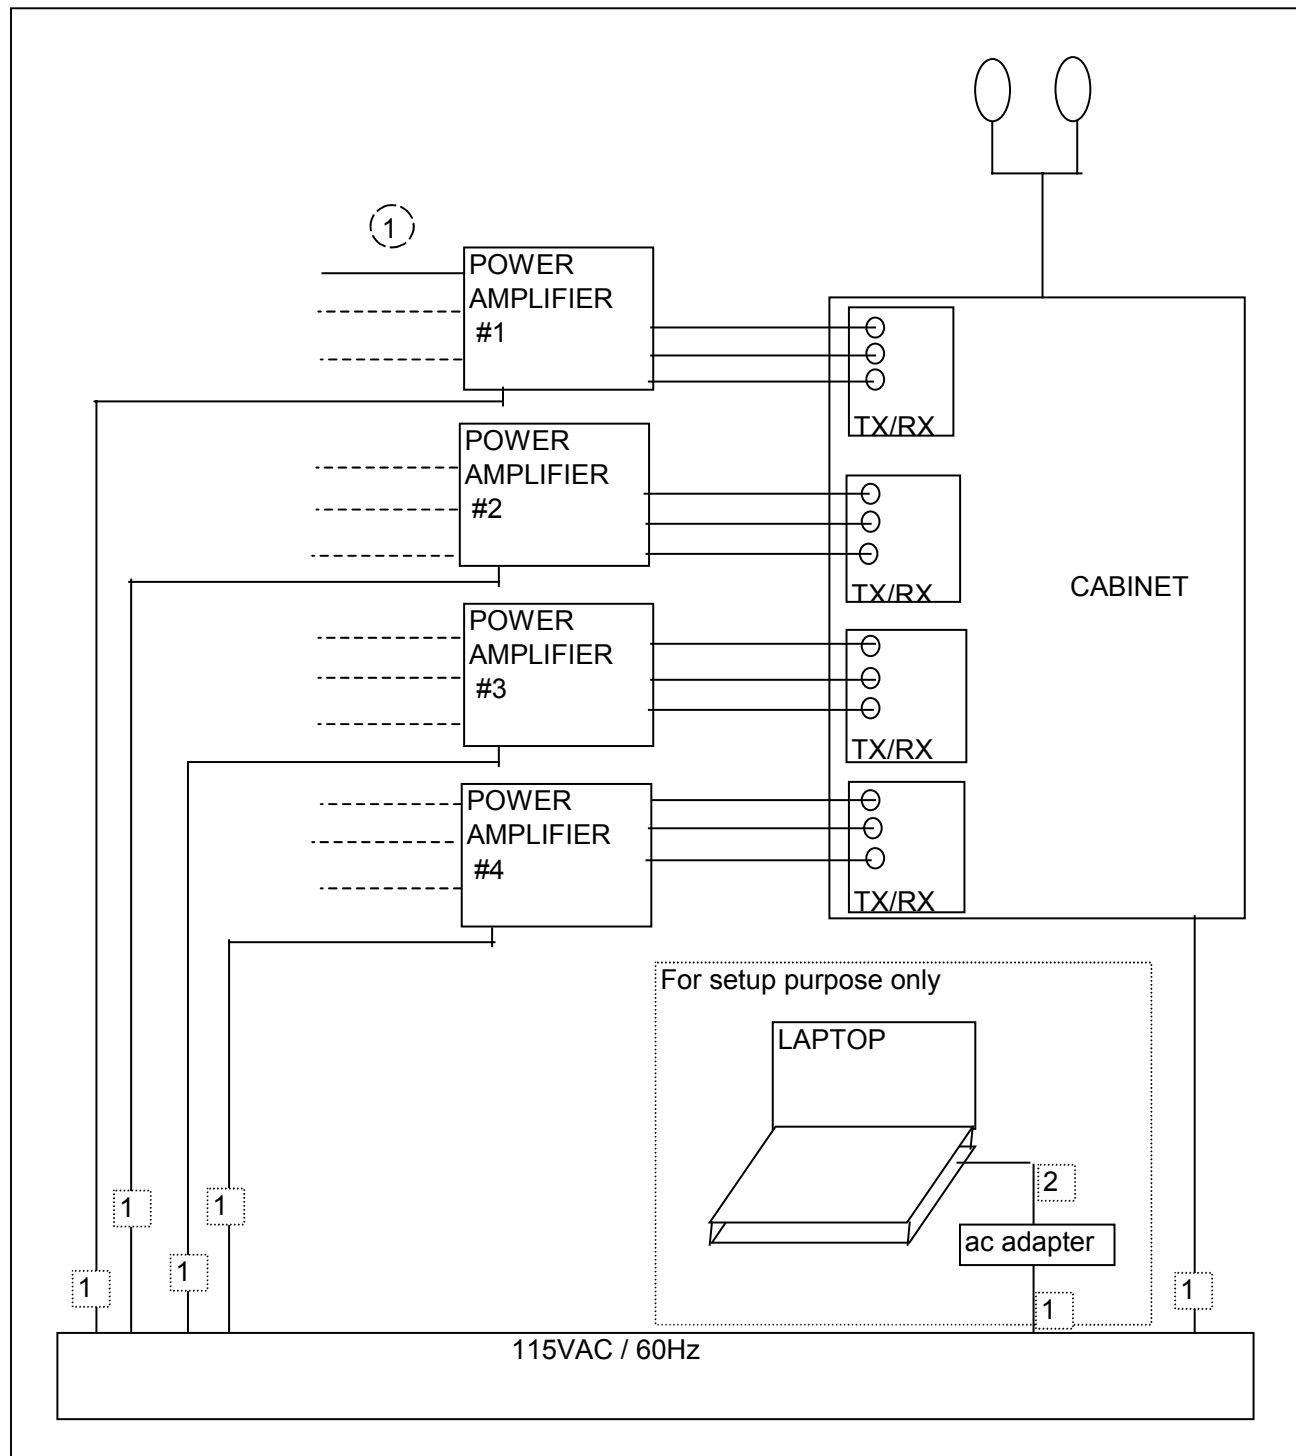 1
POWER
AMPLIFIER
#1
TX/RX
POWER
AMPLIFIER
#2
TX/RX
CABINET
POWER
AMPLIFIER
#3
TX/RX
POWER
AMPLIFIER
#4
TX/RX
For setup purpose only
LAPTOP
2
ac adapter
1
1
1
1
1
1
115VAC / 60Hz